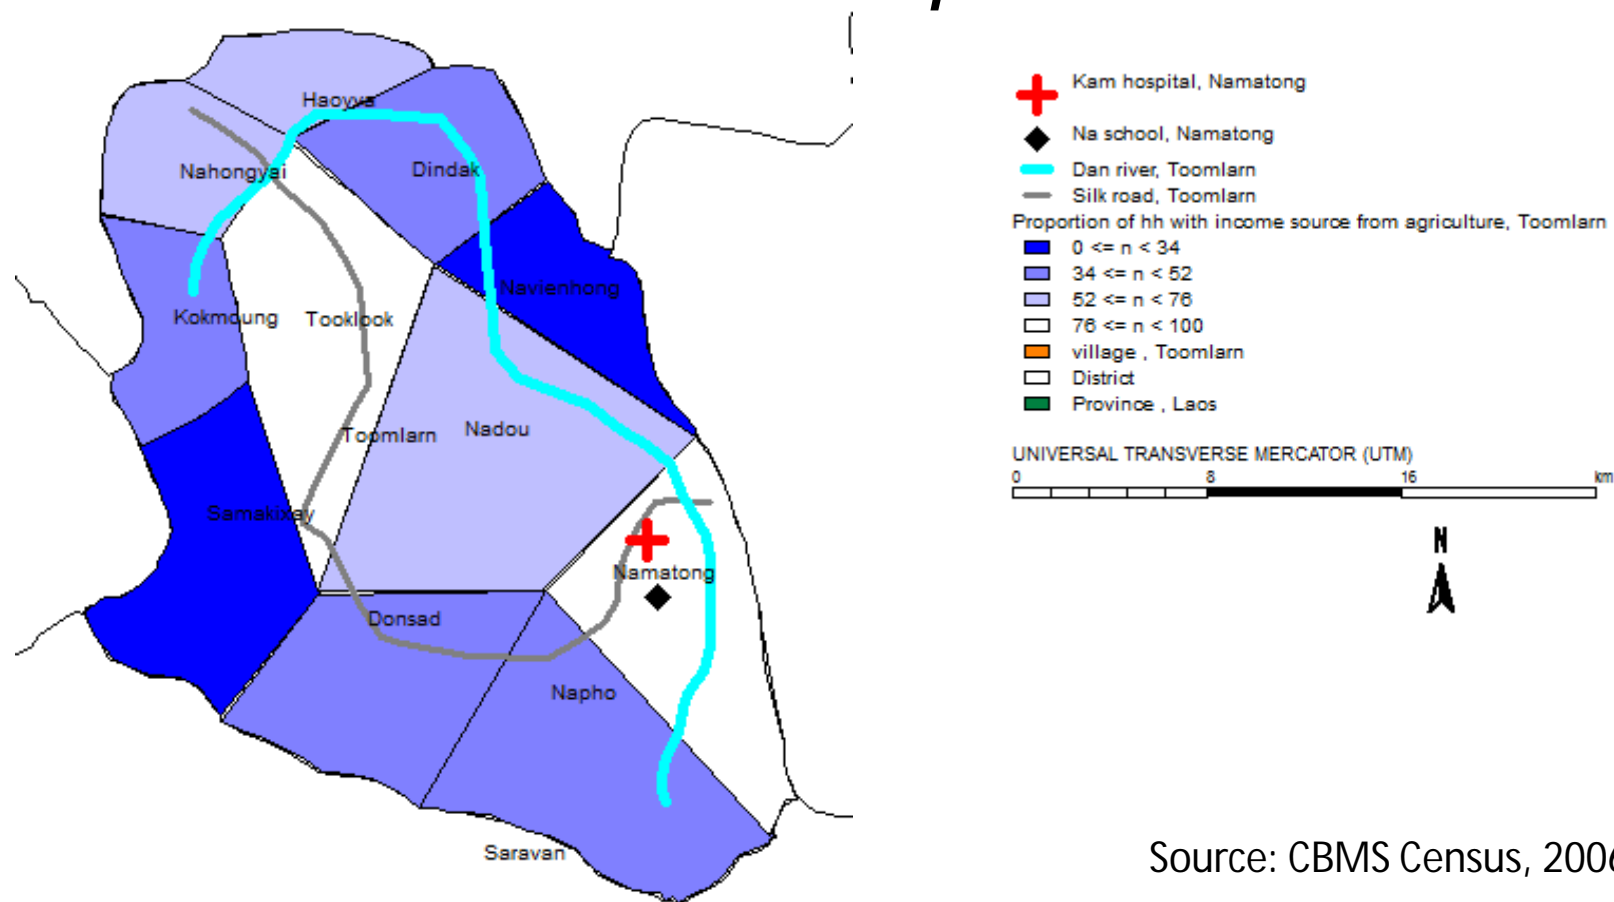 Haoyva
Nahongyai
Dindak
Navienhong
Kokmoung
Tooklook
Toomlarn
Nadou
Samakixay
Namatong
Donsad
Napho
Saravan
Kam hospital, Namatong
Na school, Namatong
Dan river, Toomlarn
Silk road, Toomlarn
Proportion of hh with income source from agriculture, Toomlarn
0 <= n < 34
34 <= n < 52
52 <= n < 76
76 <= n < 100
village , Toomlarn
District
Province , Laos
UNIVERSAL TRANSVERSE MERCATOR (UTM)
0 8 16 km
N
Source: CBMS Census, 2006